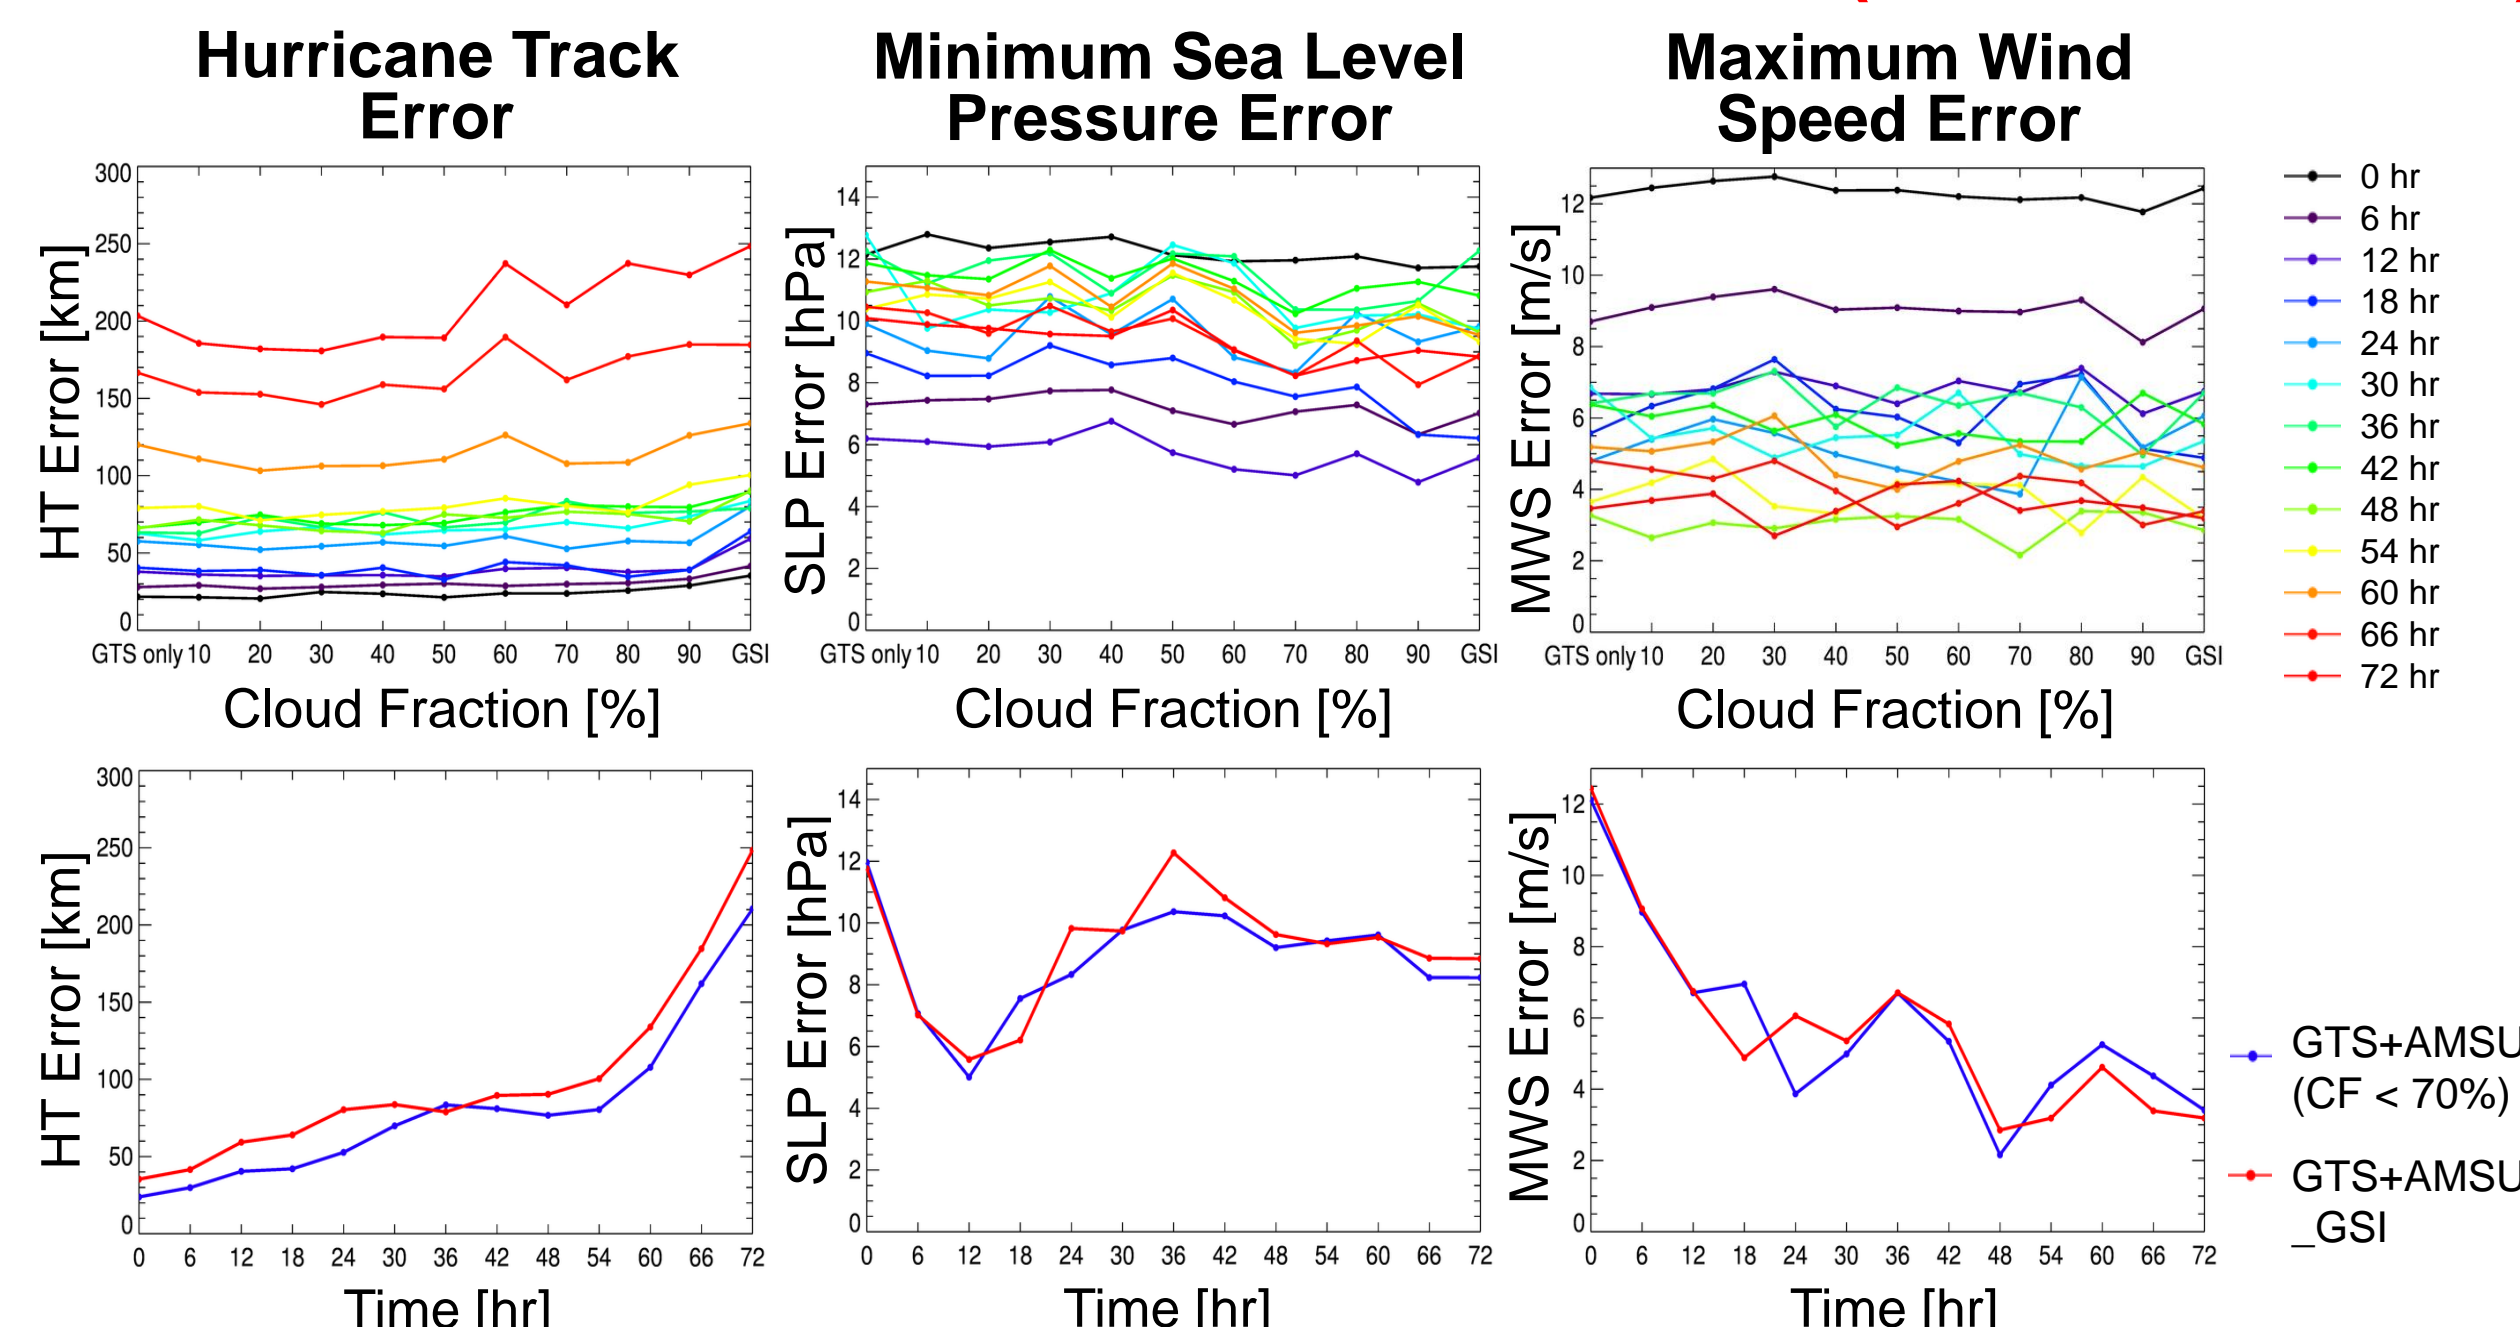 Hurricane Track
Error
Minimum Sea Level
Pressure Error
Maximum Wind
Speed Error
HT Error [km]
300
250
200
150
100
50
0
GTS only 10 20 30 40 50 60 70 80 90 GSI
Cloud Fraction [%]
SLP Error [hPa]
14
12
10
8
6
4
2
0
GTS only 10 20 30 40 50 60 70 80 90 GSI
Cloud Fraction [%]
MWS Error [m/s]
12
10
8
6
4
2
0
GTS only 10 20 30 40 50 60 70 80 90 GSI
Cloud Fraction [%]
0 hr
6 hr
12 hr
18 hr
24 hr
30 hr
36 hr
42 hr
48 hr
54 hr
60 hr
66 hr
72 hr
HT Error [km]
300
250
200
150
100
50
0
0 6 12 18 24 30 36 42 48 54 60 66 72
Time [hr]
SLP Error [hPa]
14
12
10
8
6
4
2
0
0 6 12 18 24 30 36 42 48 54 60 66 72
Time [hr]
MWS Error [m/s]
12
10
8
6
4
2
0
0 6 12 18 24 30 36 42 48 54 60 66 72
Time [hr]
GTS+AMSU
(CF < 70%)
GTS+AMSU
_GSI